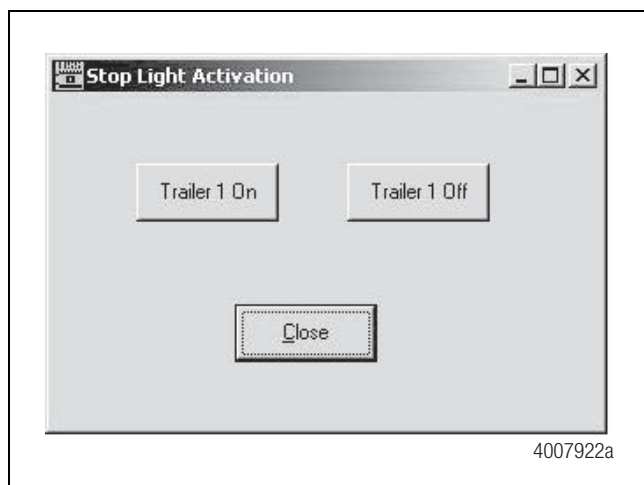 Stop Light Activation
Trailer 1 On Trailer 1 Off
Close
4007922a